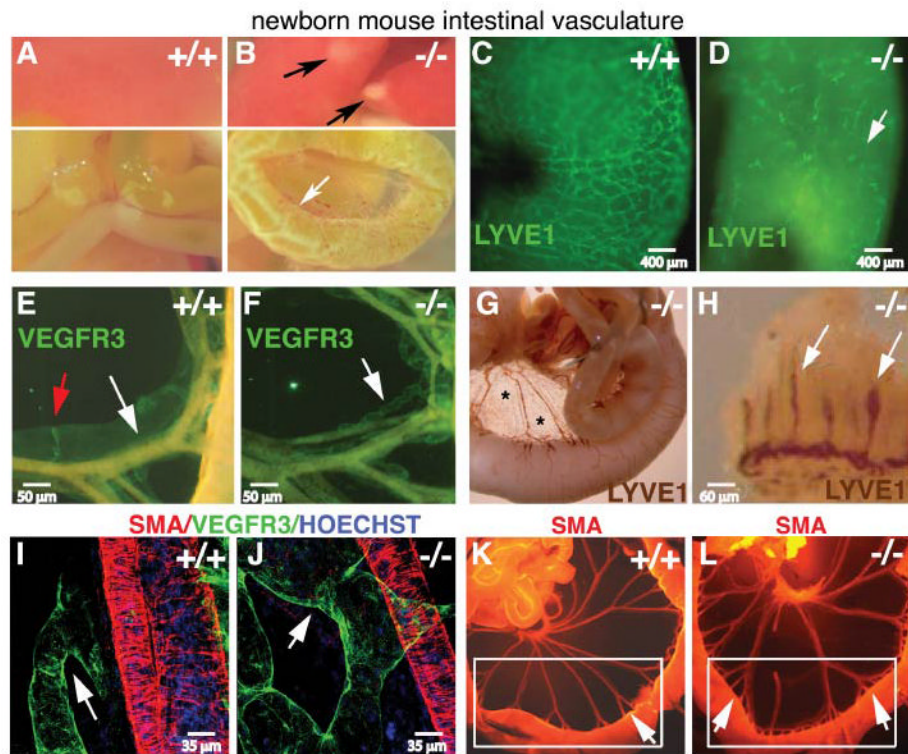 newborn mouse intestinal vasculature
A +/+ B -/- C +/+ D -/-
LYVE1 400 µm LYVE1 400 µm
E +/+ F -/- G -/- H -/-
VEGFR3 VEGFR3
* *
50 µm 50 µm LYVE1 60 µm LYVE1
SMA/VEGFR3/HOECHST SMA SMA
I +/+ J -/- K +/+ L -/-
35 µm 35 µm